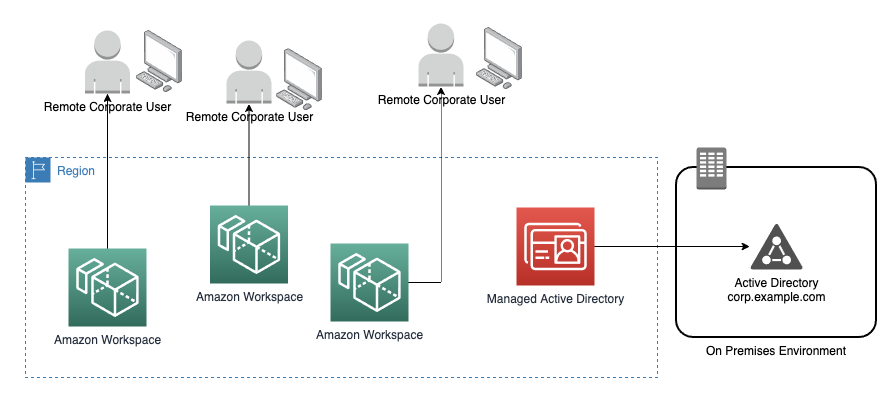 Remote Corporate User
Remote Corporate User
Remote Corporate User
Region
Amazon Workspace
Amazon Workspace
Amazon Workspace
Managed Active Directory
Active Directory
corp.example.com
On Premises Environment